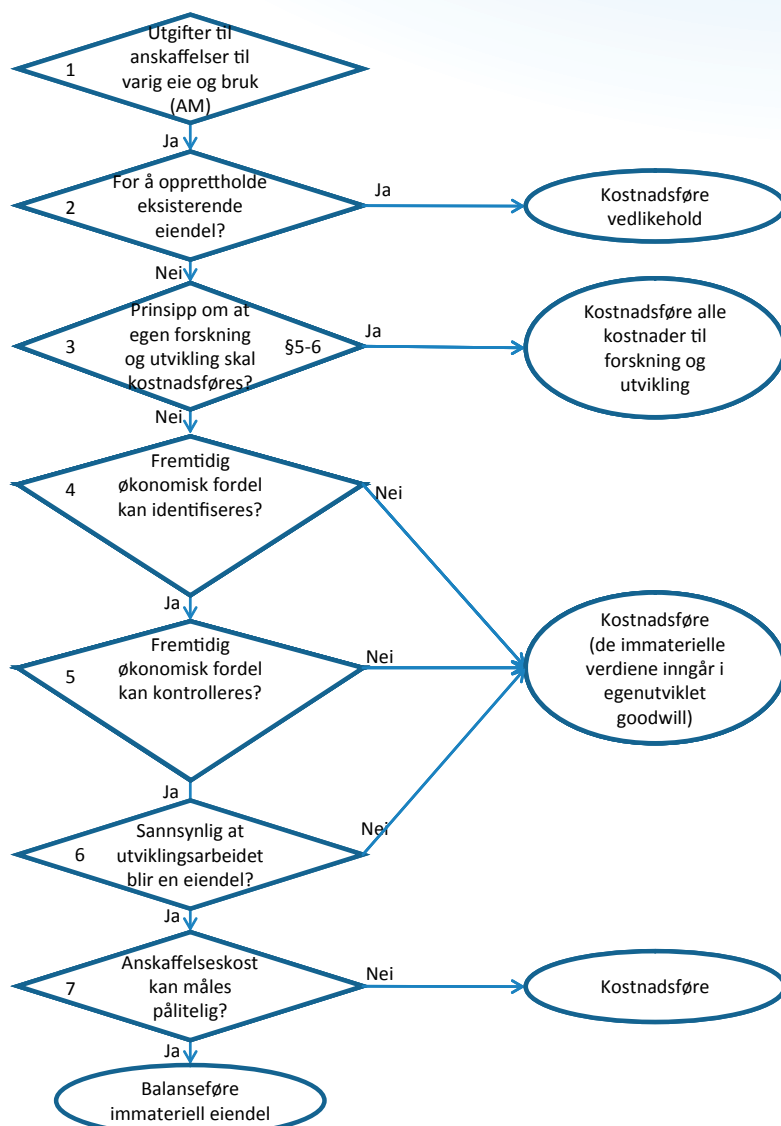 Utgifter til
anskaffelser til
1
varig eie og bruk
(AM)
Ja
For å opprettholde
2
eksisterende
eiendel?
Ja
Kostnadsføre
vedlikehold
Nei
Prinsipp om at
egen forskning
3
og utvikling skal
§5-6
kostnadsføres?
Ja
Kostnadsføre alle
kostnader til
forskning og
utvikling
Nei
Fremtidig
4
økonomisk fordel
kan identifiseres?
Nei
Ja
Fremtidig
5
økonomisk fordel
kan kontrolleres?
Nei
Kostnadsføre
(de immaterielle
verdiene inngår i
egenutviklet
goodwill)
Ja
Sannsynlig at
6
utviklingsarbeidet
blir en eiendel?
Nei
Ja
Anskaffelseskost
7
kan måles
pålitelig?
Nei
Kostnadsføre
Ja
Balanseføre
immateriell eiendel